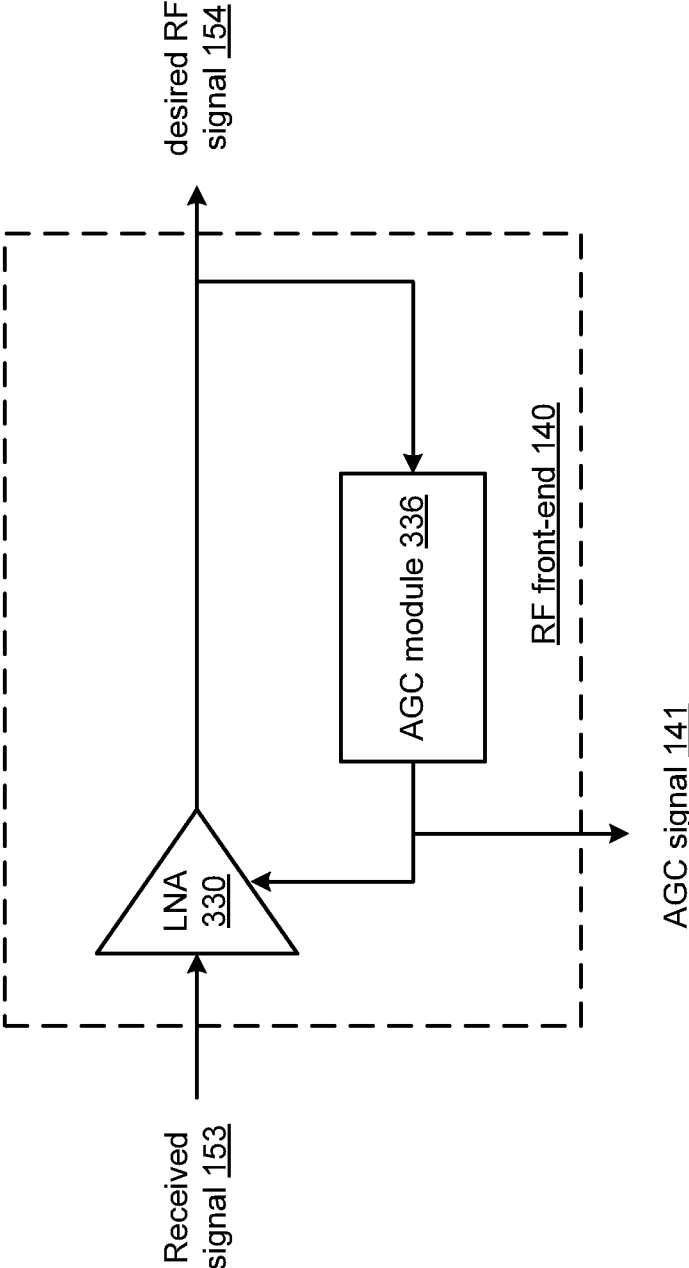 Received
signal 153
LNA
330
desired RF
signal 154
AGC module 336
RF front-end 140
AGC signal 141